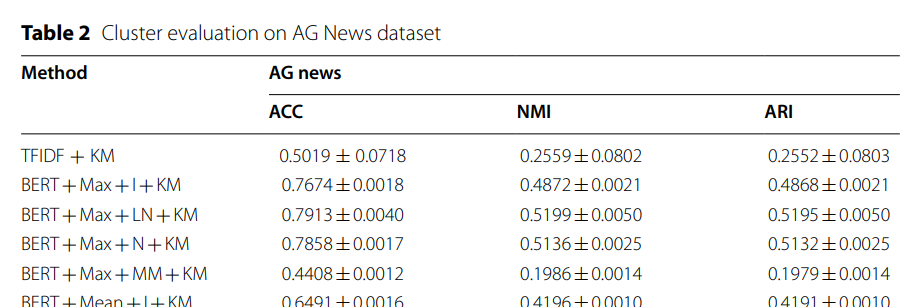 Table 2 Cluster evaluation on AG News dataset
Method AG news
ACC NMI ARI
TFIDF + KM 0.5019 ± 0.0718 0.2559±0.0802 0.2552±0.0803
BERT+Max+I+KM 0.7674±0.0018 0.4872±0.0021 0.4868±0.0021
BERT+Max+LN+KM 0.7913±0.0040 0.5199±0.0050 0.5195±0.0050
BERT+Max+N+KM 0.7858±0.0017 0.5136±0.0025 0.5132±0.0025
BERT+Max+MM+KM 0.4408±0.0012 0.1986±0.0014 0.1979±0.0014
BERT+Mean+I+KM 0.6491±0.0016 0.4196±0.0010 0.4191±0.0010